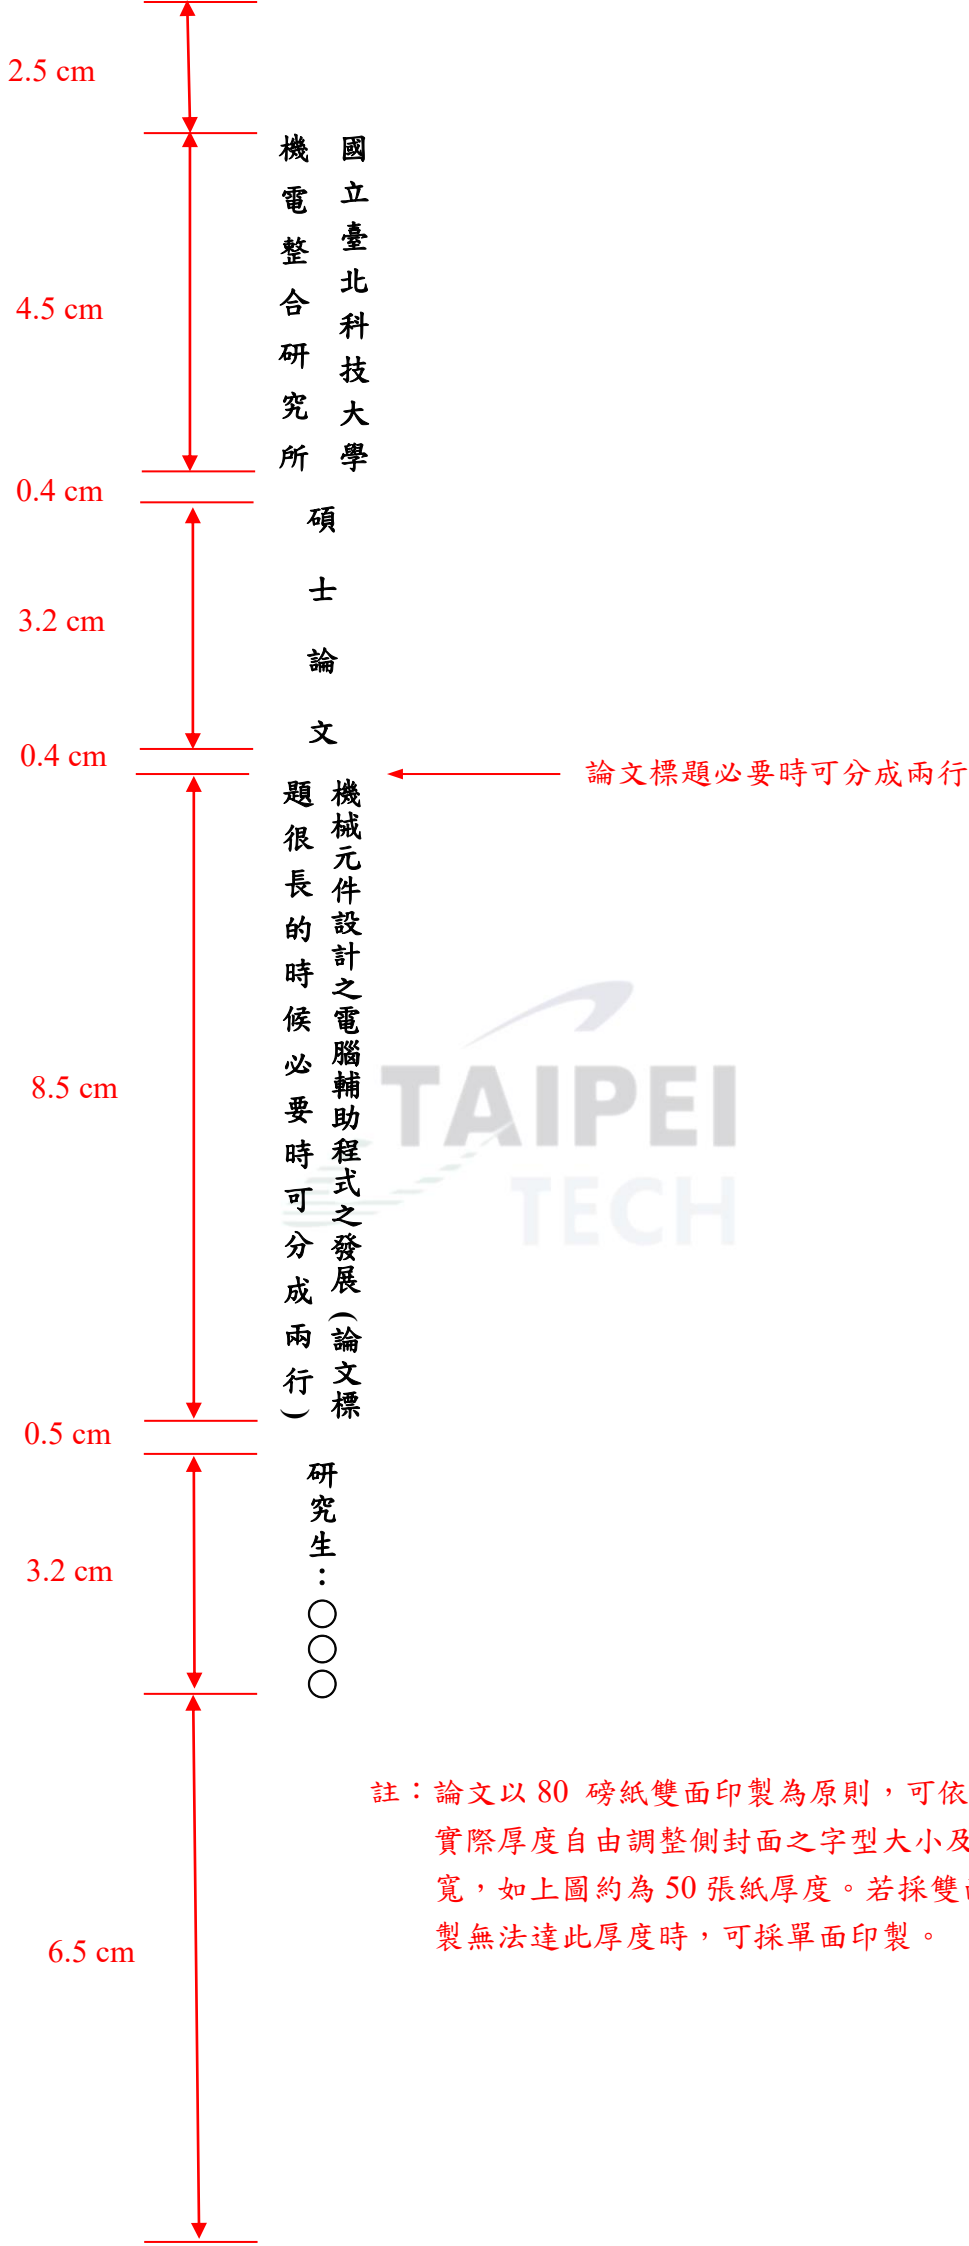 2.5 cm
國立臺北科技大學
機電整合研究所
4.5 cm
0.4 cm
碩士論文
3.2 cm
0.4 cm
論文標題必要時可分成兩行
機械元件設計之電腦輔助程式之發展(論文標
題很長的時候必要時可分成兩行)
8.5 cm
TAIPEI
TECH
0.5 cm
研究生：○○○
3.2 cm
註：論文以 80 磅紙雙面印製為原則，可依
實際厚度自由調整側封面之字型大小及
寬，如上圖約為 50 張紙厚度。若採雙
製無法達此厚度時，可採單面印製。
6.5 cm